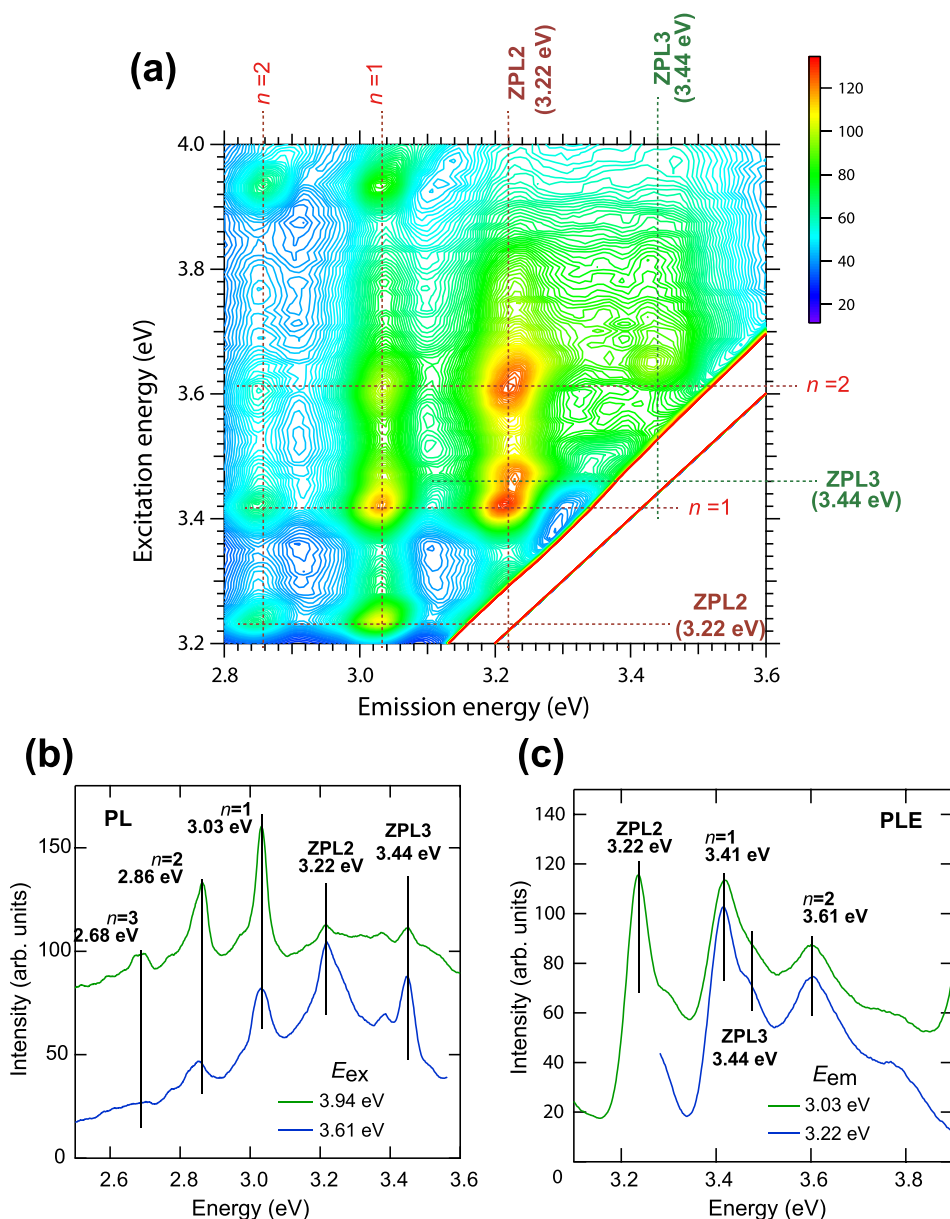 (a)
n =2
n =1
ZPL2
(3.22 eV)
ZPL3
(3.44 eV)
4.0
3.8
3.6
3.4
3.2
Excitation energy (eV)
2.8
3.0
3.2
3.4
3.6
Emission energy (eV)
120
100
80
60
40
20
n =2
ZPL3
(3.44 eV)
n =1
ZPL2
(3.22 eV)
(b)
PL
150
100
50
0
Intensity (arb. units)
n=3
2.68 eV
n=2
2.86 eV
n=1
3.03 eV
ZPL2
3.22 eV
ZPL3
3.44 eV
Eex
3.94 eV
3.61 eV
2.6
2.8
3.0
3.2
3.4
3.6
Energy (eV)
(c)
PLE
140
120
100
80
60
40
20
0
Intensity (arb. units)
ZPL2
3.22 eV
n=1
3.41 eV
n=2
3.61 eV
ZPL3
3.44 eV
Eem
3.03 eV
3.22 eV
3.2
3.4
3.6
3.8
Energy (eV)